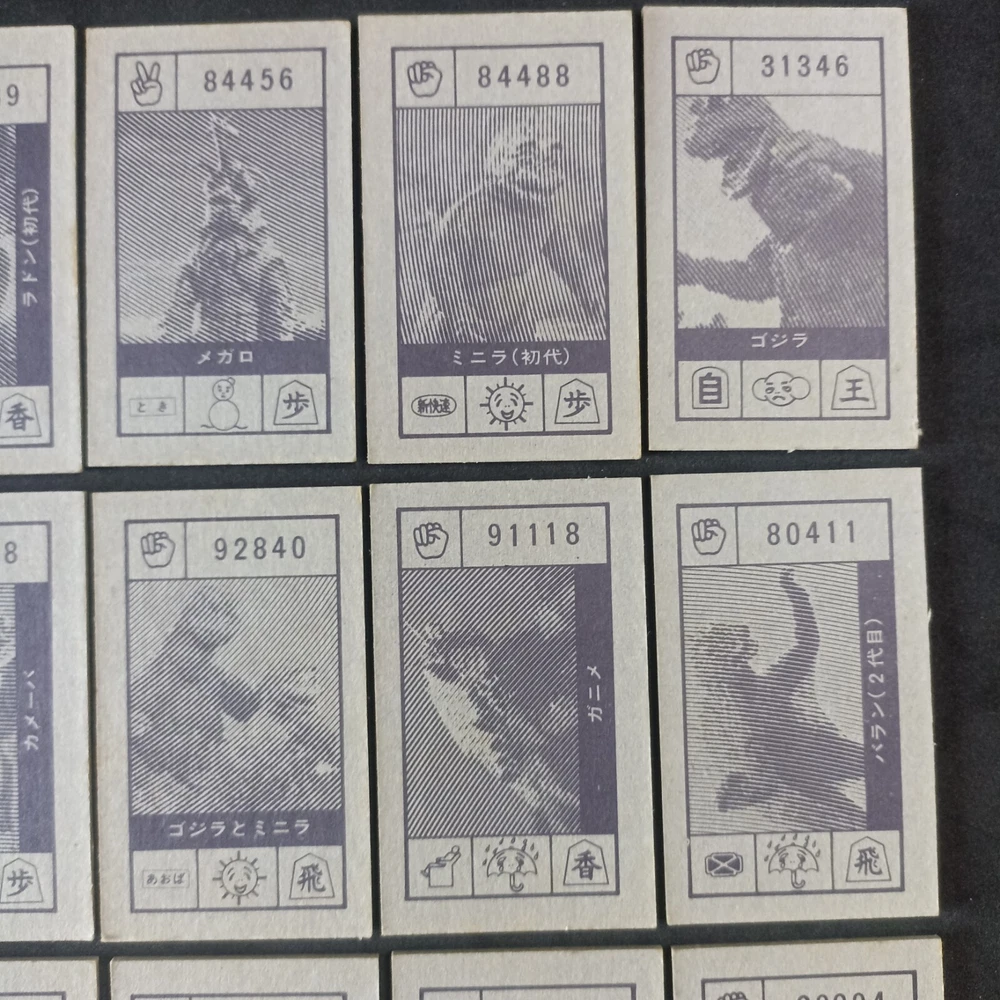 9
ラドン(初代)
香
84456
メガロ
とき
歩
84488
ミニラ(初代)
新快速
歩
31346
ゴジラ
自
王
8
カメーバ
歩
92840
ゴジラとミニラ
あおば
飛
91118
ガニメ
香
80411
バラン(2代目)
飛